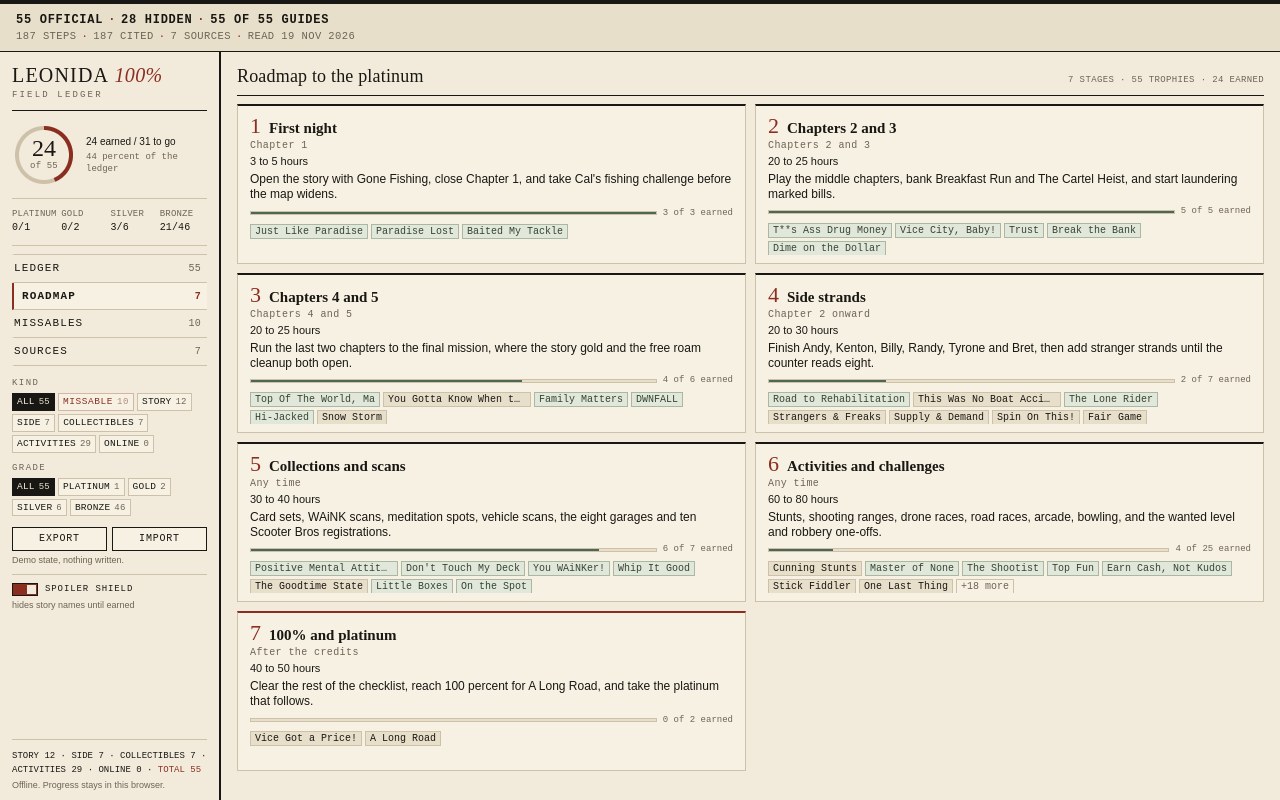 55 OFFICIAL · 28 HIDDEN · 55 OF 55 GUIDES
187 STEPS · 187 CITED · 7 SOURCES · READ 19 NOV 2026
LEONIDA 100%
FIELD LEDGER
24
of 55
24 earned / 31 to go
44 percent of the
ledger
PLATINUM GOLD SILVER BRONZE
0/1 0/2 3/6 21/46
LEDGER 55
ROADMAP 7
MISSABLES 10
SOURCES 7
KIND
ALL 55 MISSABLE 10 STORY 12
SIDE 7 COLLECTIBLES 7
ACTIVITIES 29 ONLINE 0
GRADE
ALL 55 PLATINUM 1 GOLD 2
SILVER 6 BRONZE 46
EXPORT IMPORT
Demo state, nothing written.
SPOILER SHIELD
hides story names until earned
STORY 12 · SIDE 7 · COLLECTIBLES 7 ·
ACTIVITIES 29 · ONLINE 0 · TOTAL 55
Offline. Progress stays in this browser.
Roadmap to the platinum
7 STAGES · 55 TROPHIES · 24 EARNED
1 First night
Chapter 1
3 to 5 hours
Open the story with Gone Fishing, close Chapter 1, and take Cal's fishing challenge before
the map widens.
3 of 3 earned
Just Like Paradise Paradise Lost Baited My Tackle
2 Chapters 2 and 3
Chapters 2 and 3
20 to 25 hours
Play the middle chapters, bank Breakfast Run and The Cartel Heist, and start laundering
marked bills.
5 of 5 earned
T**s Ass Drug Money Vice City, Baby! Trust Break the Bank
Dime on the Dollar
3 Chapters 4 and 5
Chapters 4 and 5
20 to 25 hours
Run the last two chapters to the final mission, where the story gold and the free roam
cleanup both open.
4 of 6 earned
Top Of The World, Ma You Gotta Know When t… Family Matters DWNFALL
Hi-Jacked Snow Storm
4 Side strands
Chapter 2 onward
20 to 30 hours
Finish Andy, Kenton, Billy, Randy, Tyrone and Bret, then add stranger strands until the
counter reads eight.
2 of 7 earned
Road to Rehabilitation This Was No Boat Acci… The Lone Rider
Strangers & Freaks Supply & Demand Spin On This! Fair Game
5 Collections and scans
Any time
30 to 40 hours
Card sets, WAiNK scans, meditation spots, vehicle scans, the eight garages and ten
Scooter Bros registrations.
6 of 7 earned
Positive Mental Attit… Don't Touch My Deck You WAiNKer! Whip It Good
The Goodtime State Little Boxes On the Spot
6 Activities and challenges
Any time
60 to 80 hours
Stunts, shooting ranges, drone races, road races, arcade, bowling, and the wanted level
and robbery one-offs.
4 of 25 earned
Cunning Stunts Master of None The Shootist Top Fun Earn Cash, Not Kudos
Stick Fiddler One Last Thing +18 more
7 100% and platinum
After the credits
40 to 50 hours
Clear the rest of the checklist, reach 100 percent for A Long Road, and take the platinum
that follows.
0 of 2 earned
Vice Got a Price! A Long Road